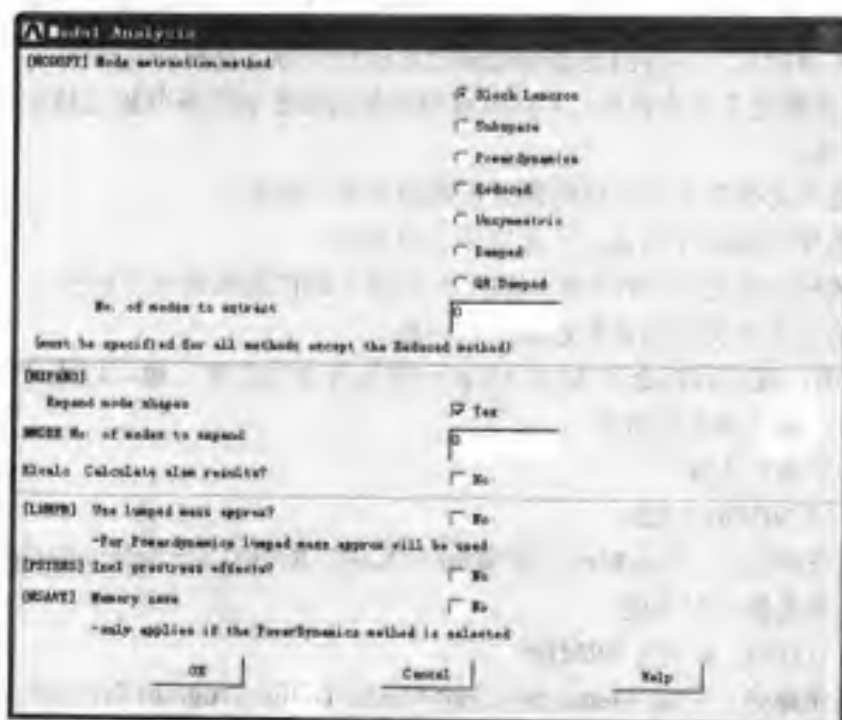 Modal Analysis
[MODOPT] Mode extraction method
Block Lanczos
Subspace
Powerdynamics
Reduced
Unsymmetric
Damped
QR Damped
No. of modes to extract
0
(must be specified for all methods except the Reduced method)
[MXPAND]
Expand mode shapes
Yes
NMODE No. of modes to expand
0
Elcalc Calculate elem results?
No
[LUMPM] Use lumped mass approx?
No
-For Powerdynamics lumped mass approx will be used
[PSTRES] Incl prestress effects?
No
[MSAVE] Memory save
No
-only applies if the PowerDynamics method is selected
OK
Cancel
Help